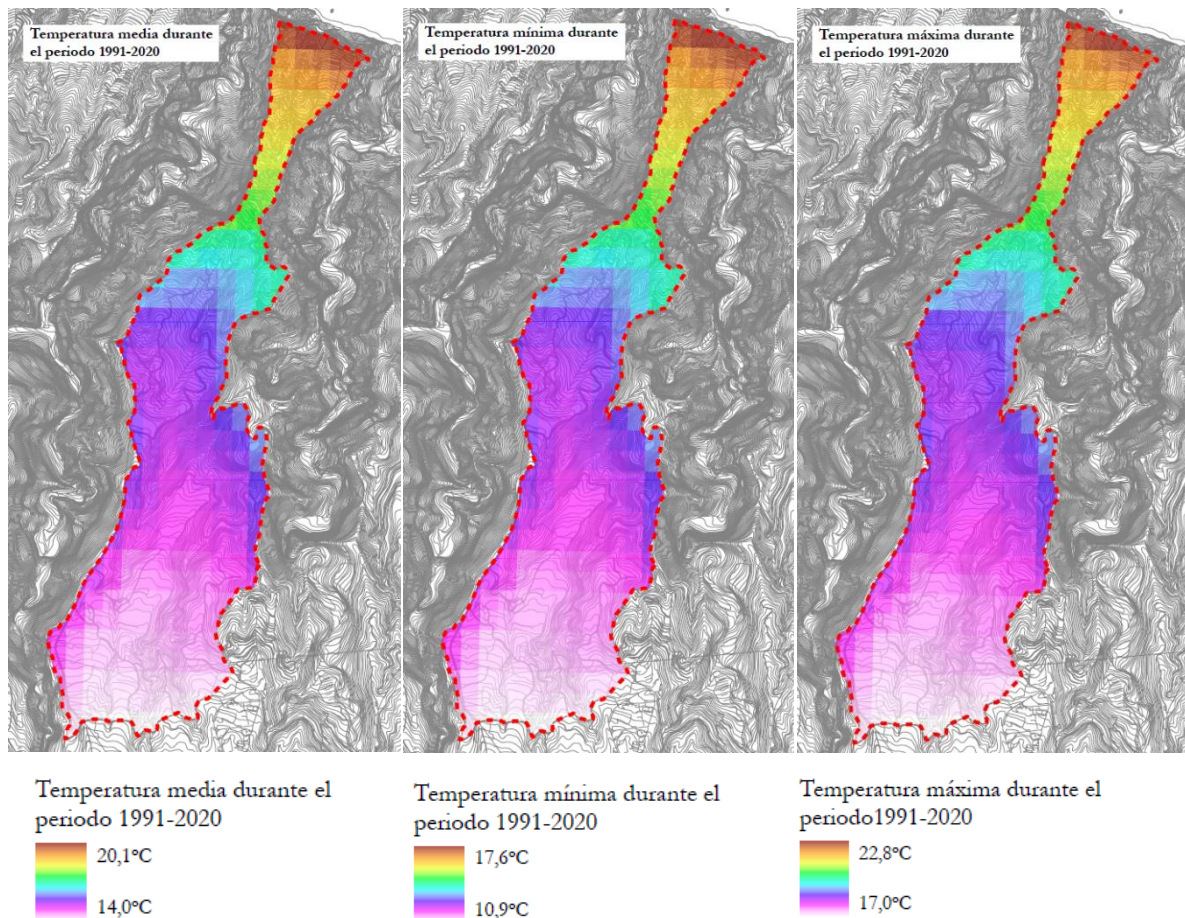 Temperatura media durante
el periodo 1991-2020
Temperatura mínima durante
el periodo 1991-2020
Temperatura máxima durante
el periodo 1991-2020
Temperatura media durante el
periodo 1991-2020
20,1°C
14,0°C
Temperatura mínima durante el
periodo 1991-2020
17,6°C
10,9°C
Temperatura máxima durante el
periodo1991-2020
22,8°C
17,0°C